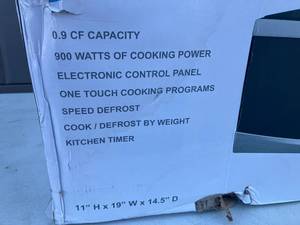 0.9 CF CAPACITY
900 WATTS OF COOKING POWER
ELECTRONIC CONTROL PANEL
ONE TOUCH COOKING PROGRAMS
SPEED DEFROST
COOK / DEFROST BY WEIGHT
KITCHEN TIMER
11" H x 19" W x 14.5" D